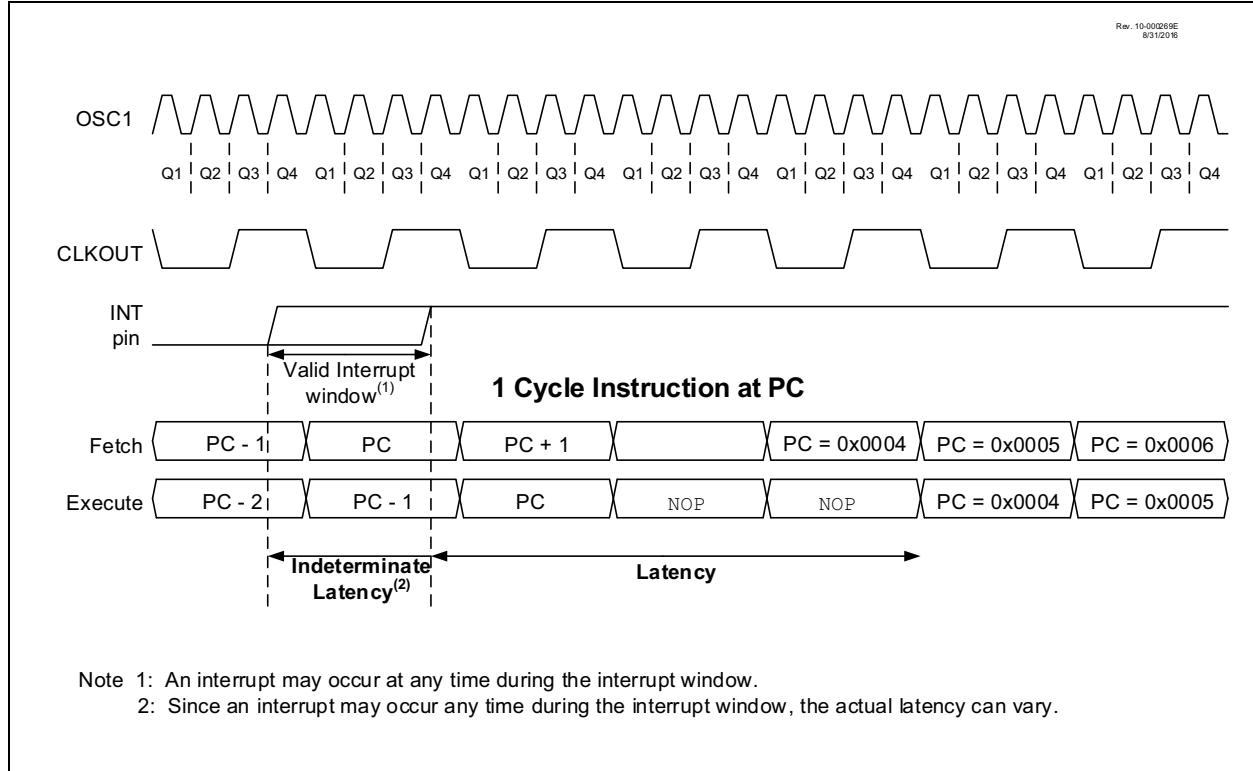 Rev. 10-000269E
8/31/2016
OSC1
Q1 Q2 Q3 Q4 Q1 Q2 Q3 Q4 Q1 Q2 Q3 Q4 Q1 Q2 Q3 Q4 Q1 Q2 Q3 Q4 Q1 Q2 Q3 Q4 Q1 Q2 Q3 Q4
CLKOUT
INT
pin
Valid Interrupt
window(1)
1 Cycle Instruction at PC
Fetch PC - 1 PC PC + 1 PC = 0x0004 PC = 0x0005 PC = 0x0006
Execute PC - 2 PC - 1 PC NOP NOP PC = 0x0004 PC = 0x0005
Indeterminate
Latency(2)
Latency
Note 1: An interrupt may occur at any time during the interrupt window.
2: Since an interrupt may occur any time during the interrupt window, the actual latency can vary.